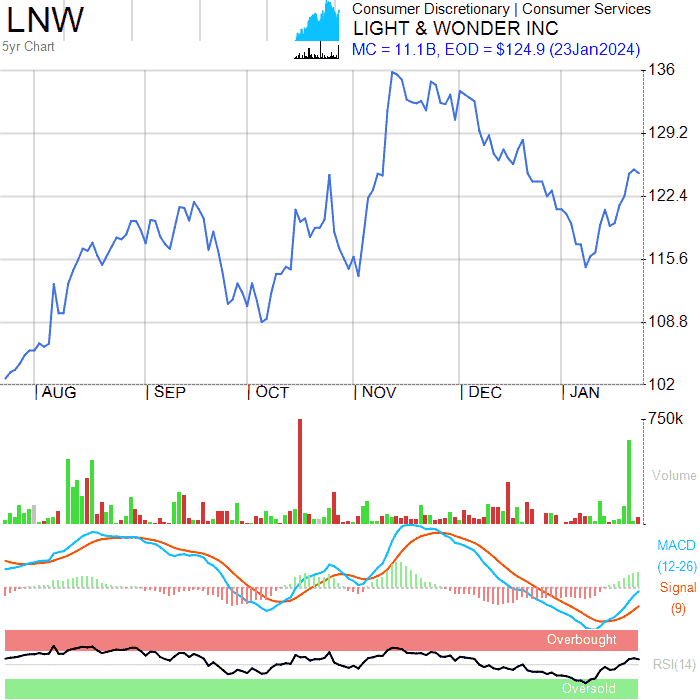 LNW
5yr Chart
Consumer Discretionary | Consumer Services
LIGHT & WONDER INC
MC = 11.1B, EOD = $124.9 (23Jan2024)
136
129.2
122.4
115.6
108.8
102
| AUG | SEP | OCT | NOV | DEC | JAN
750k
Volume
MACD
(12-26)
Signal
(9)
Overbought
RSI(14)
Oversold